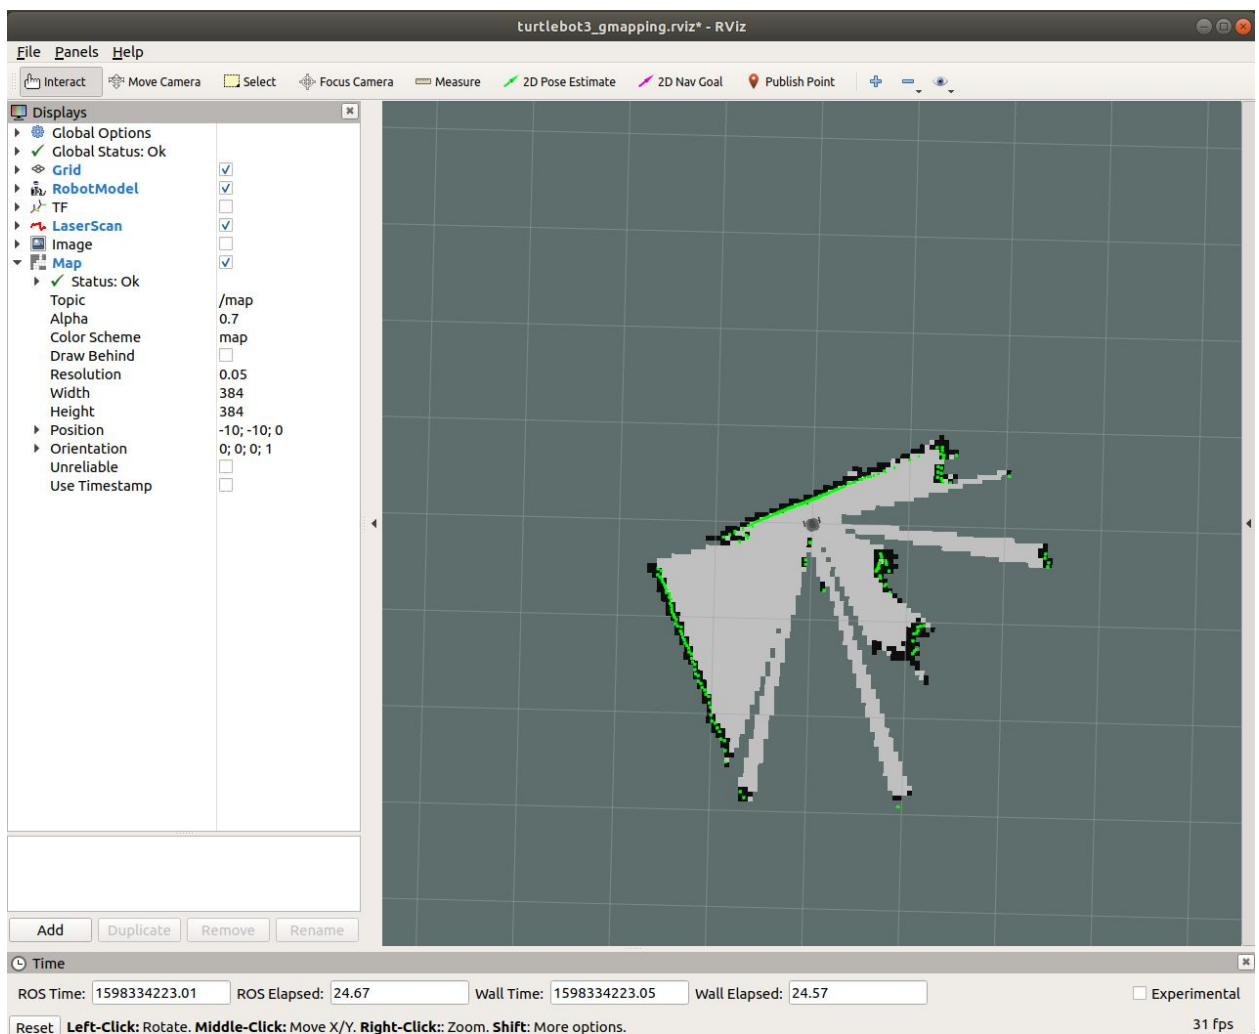 turtlebot3_gmapping.rviz* - RViz
File Panels Help
Interact Move Camera Select Focus Camera Measure 2D Pose Estimate 2D Nav Goal Publish Point
Displays
Global Options
Global Status: Ok
Grid
RobotModel
TF
LaserScan
Image
Map
Status: Ok
Topic /map
Alpha 0.7
Color Scheme map
Draw Behind
Resolution 0.05
Width 384
Height 384
Position -10; -10; 0
Orientation 0; 0; 0; 1
Unreliable
Use Timestamp
Add Duplicate Remove Rename
Time
ROS Time: 1598334223.01 ROS Elapsed: 24.67 Wall Time: 1598334223.05 Wall Elapsed: 24.57 Experimental
Reset Left-Click: Rotate. Middle-Click: Move X/Y. Right-Click:: Zoom. Shift: More options. 31 fps